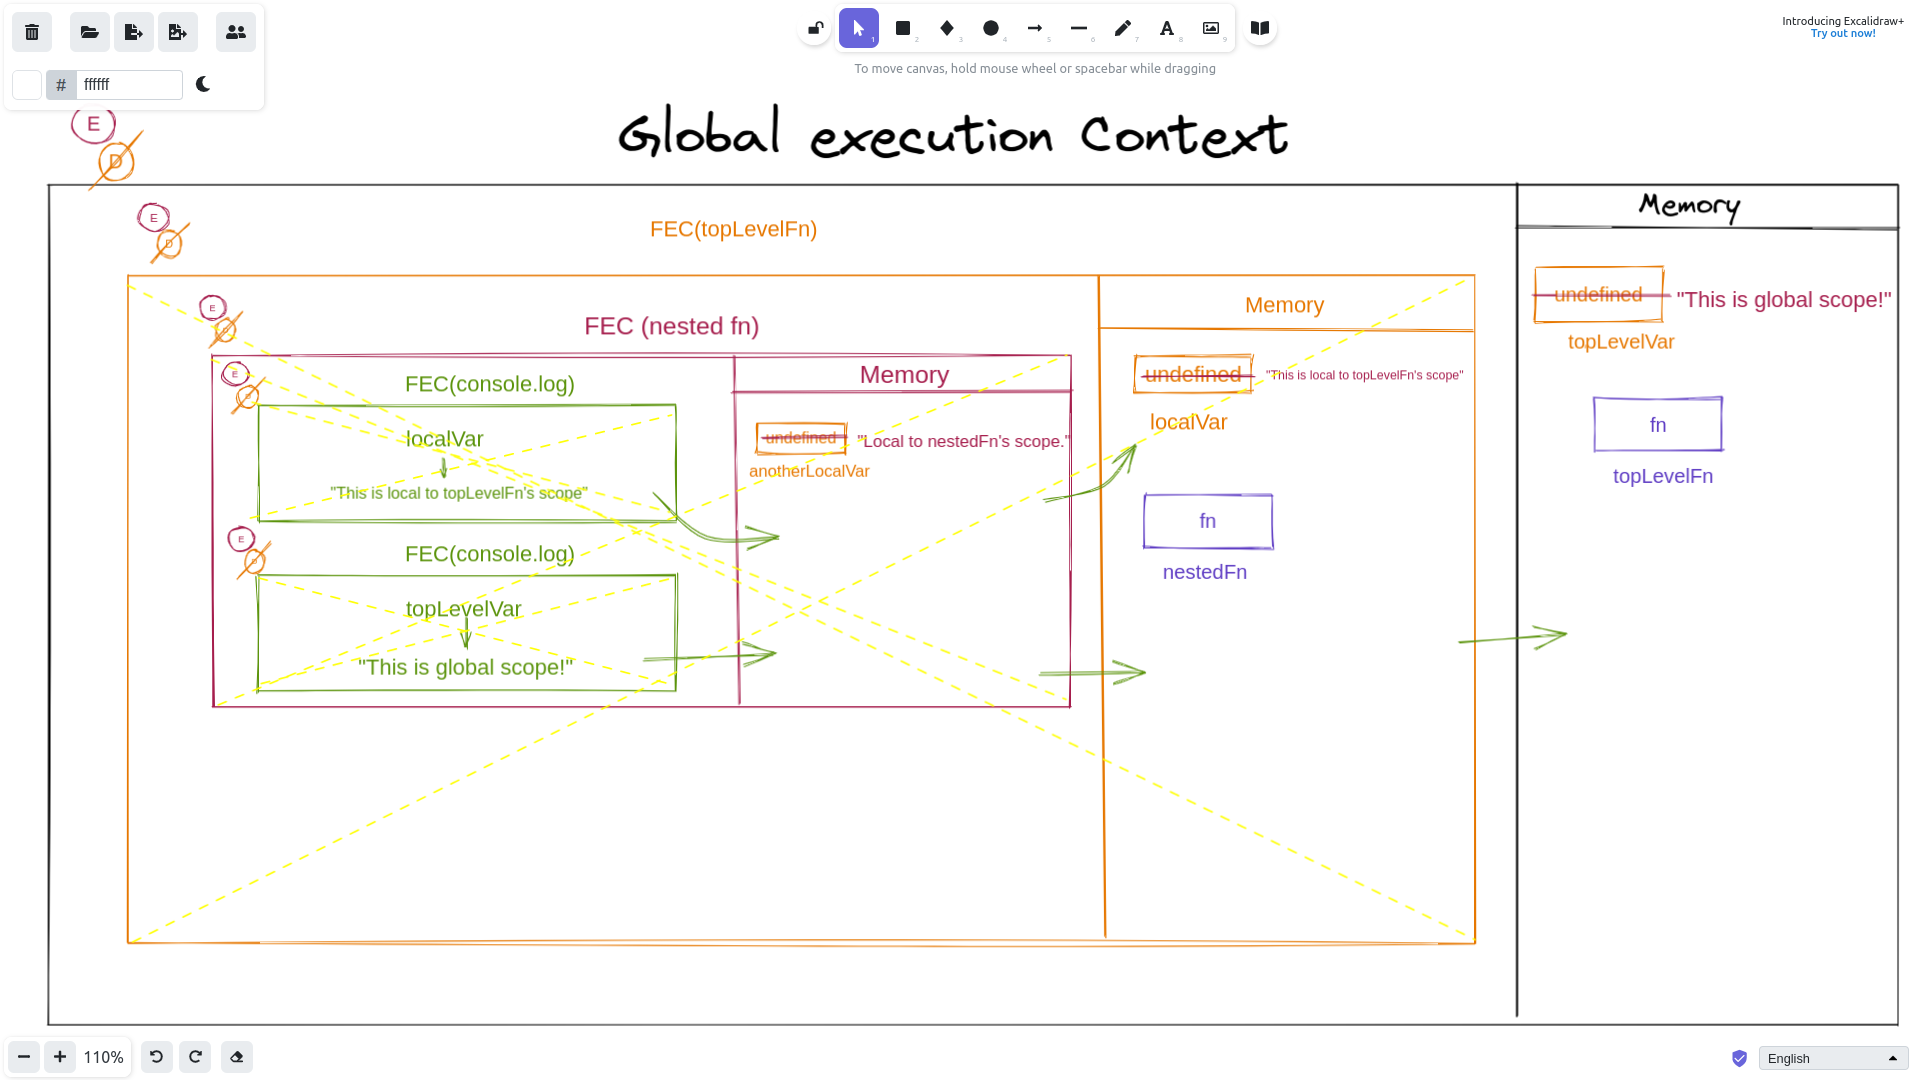 # ffffff
1
2
3
4
5
6
7
A
8
9
Introducing Excalidraw+
Try out now!
To move canvas, hold mouse wheel or spacebar while dragging
E
D
Global execution Context
Memory
E
D
FEC(topLevelFn)
undefined "This is global scope!"
topLevelVar
fn
topLevelFn
E
D
FEC (nested fn)
Memory
undefined "This is local to topLevelFn's scope"
localVar
fn
nestedFn
E
D
FEC(console.log)
Memory
localVar
"This is local to topLevelFn's scope"
undefined "Local to nestedFn's scope."
anotherLocalVar
E
D
FEC(console.log)
topLevelVar
"This is global scope!"
110%
English